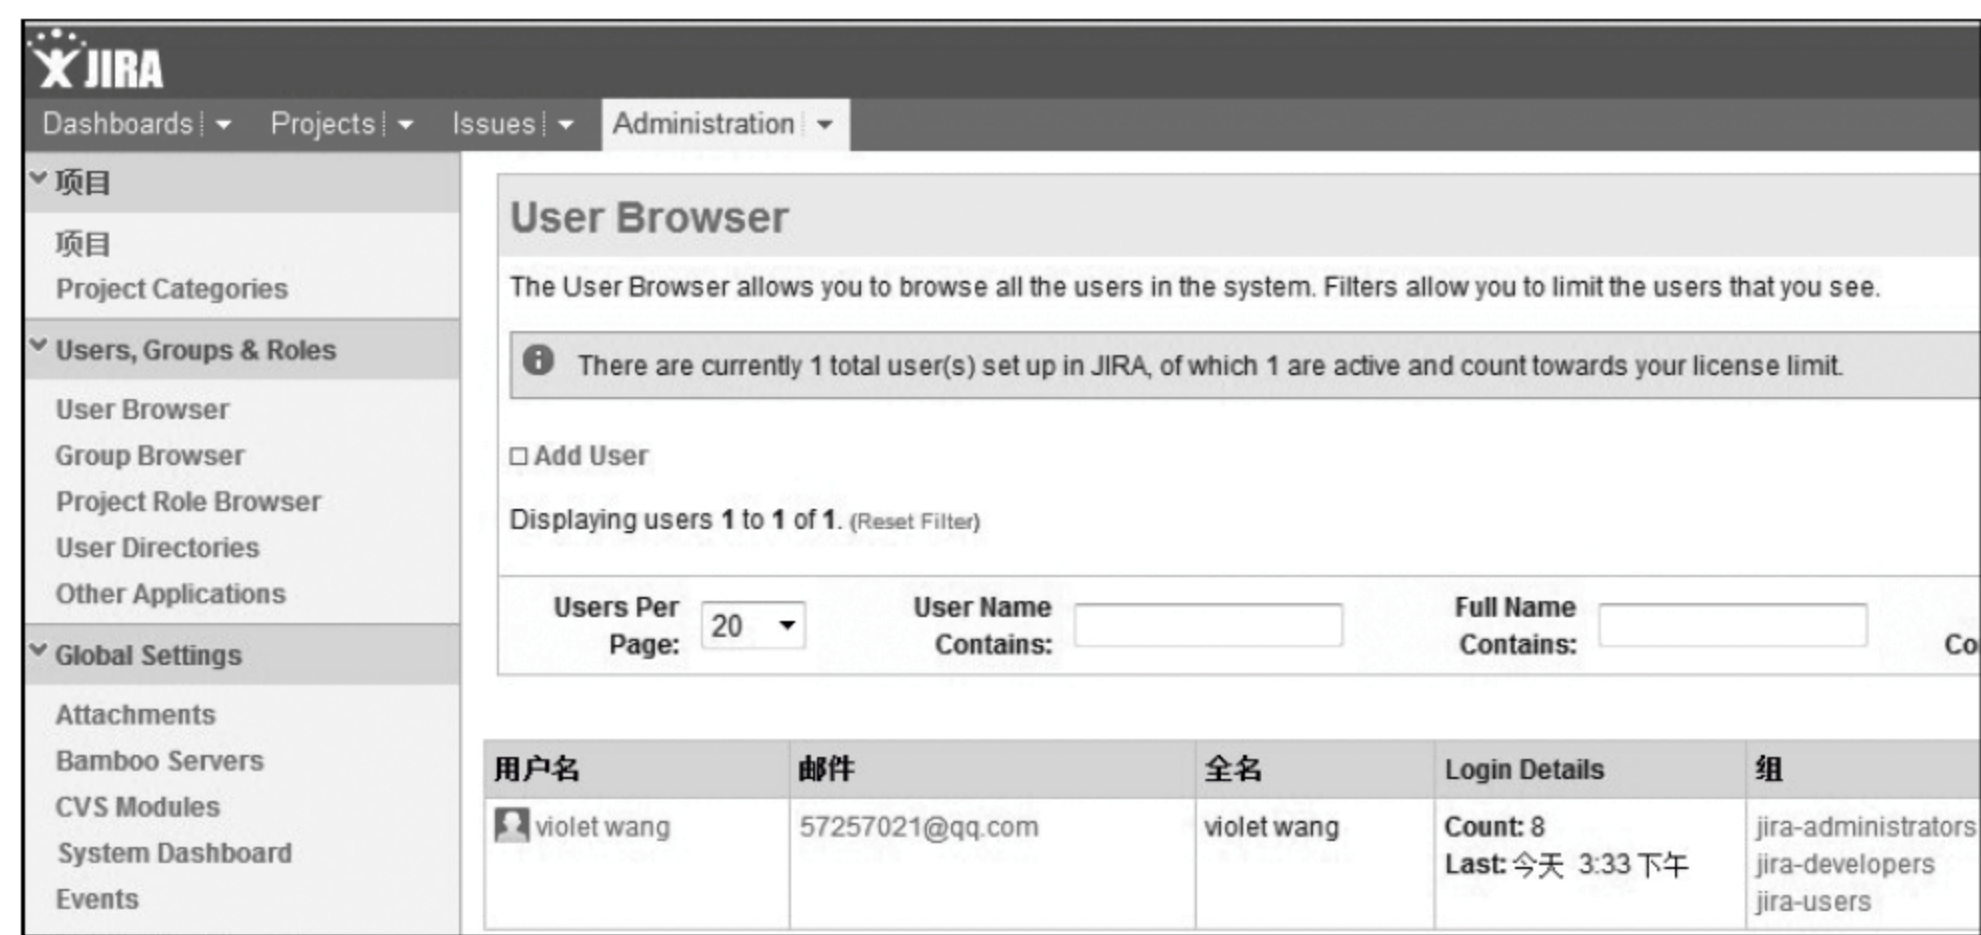 JIRA
Dashboards Projects Issues Administration
项目
项目
Project Categories
Users, Groups & Roles
User Browser
Group Browser
Project Role Browser
User Directories
Other Applications
Global Settings
Attachments
Bamboo Servers
CVS Modules
System Dashboard
Events
User Browser
The User Browser allows you to browse all the users in the system. Filters allow you to limit the users that you see.
There are currently 1 total user(s) set up in JIRA, of which 1 are active and count towards your license limit.
Add User
Displaying users 1 to 1 of 1. (Reset Filter)
Users Per
Page:
20
User Name
Contains:
Full Name
Contains:
Co
用户名 邮件 全名 Login Details 组
violet wang 57257021@qq.com violet wang Count: 8 jira-administrators
Last: 今天 3:33 下午 jira-developers
jira-users